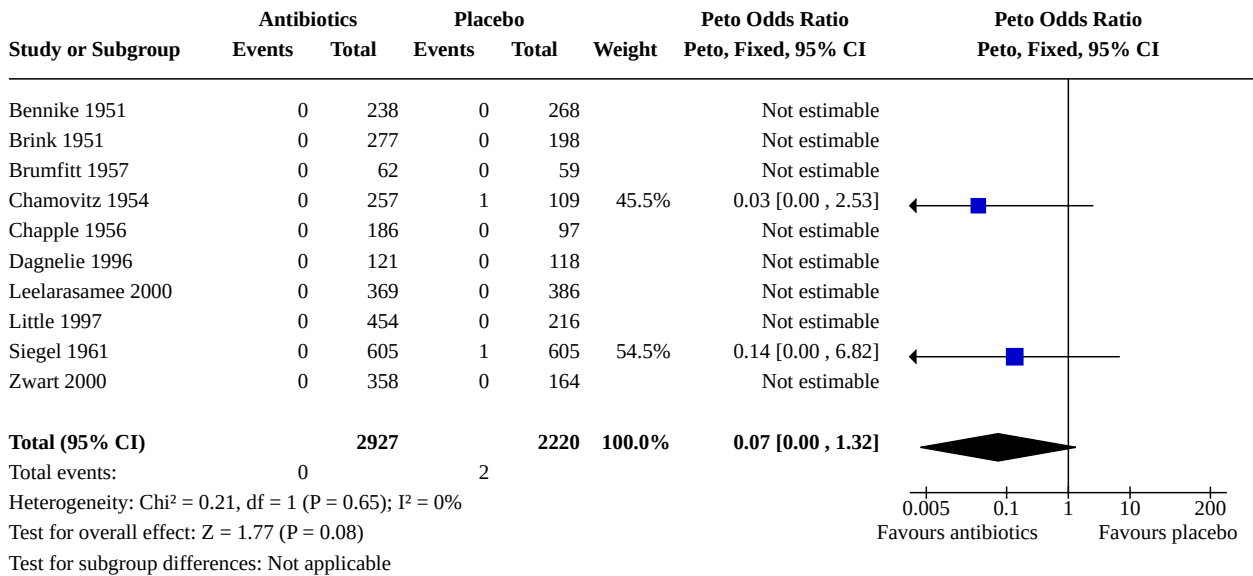 Antibiotics Placebo Peto Odds Ratio Peto Odds Ratio
Study or Subgroup Events Total Events Total Weight Peto, Fixed, 95% CI Peto, Fixed, 95% CI
Bennike 1951 0 238 0 268 Not estimable
Brink 1951 0 277 0 198 Not estimable
Brumfitt 1957 0 62 0 59 Not estimable
Chamovitz 1954 0 257 1 109 45.5% 0.03 [0.00 , 2.53]
Chapple 1956 0 186 0 97 Not estimable
Dagnelie 1996 0 121 0 118 Not estimable
Leelarasamee 2000 0 369 0 386 Not estimable
Little 1997 0 454 0 216 Not estimable
Siegel 1961 0 605 1 605 54.5% 0.14 [0.00 , 6.82]
Zwart 2000 0 358 0 164 Not estimable
Total (95% CI) 2927 2220 100.0% 0.07 [0.00 , 1.32]
Total events: 0 2
Heterogeneity: Chi² = 0.21, df = 1 (P = 0.65); I² = 0%
0.005 0.1 1 10 200
Test for overall effect: Z = 1.77 (P = 0.08)
Favours antibiotics Favours placebo
Test for subgroup differences: Not applicable